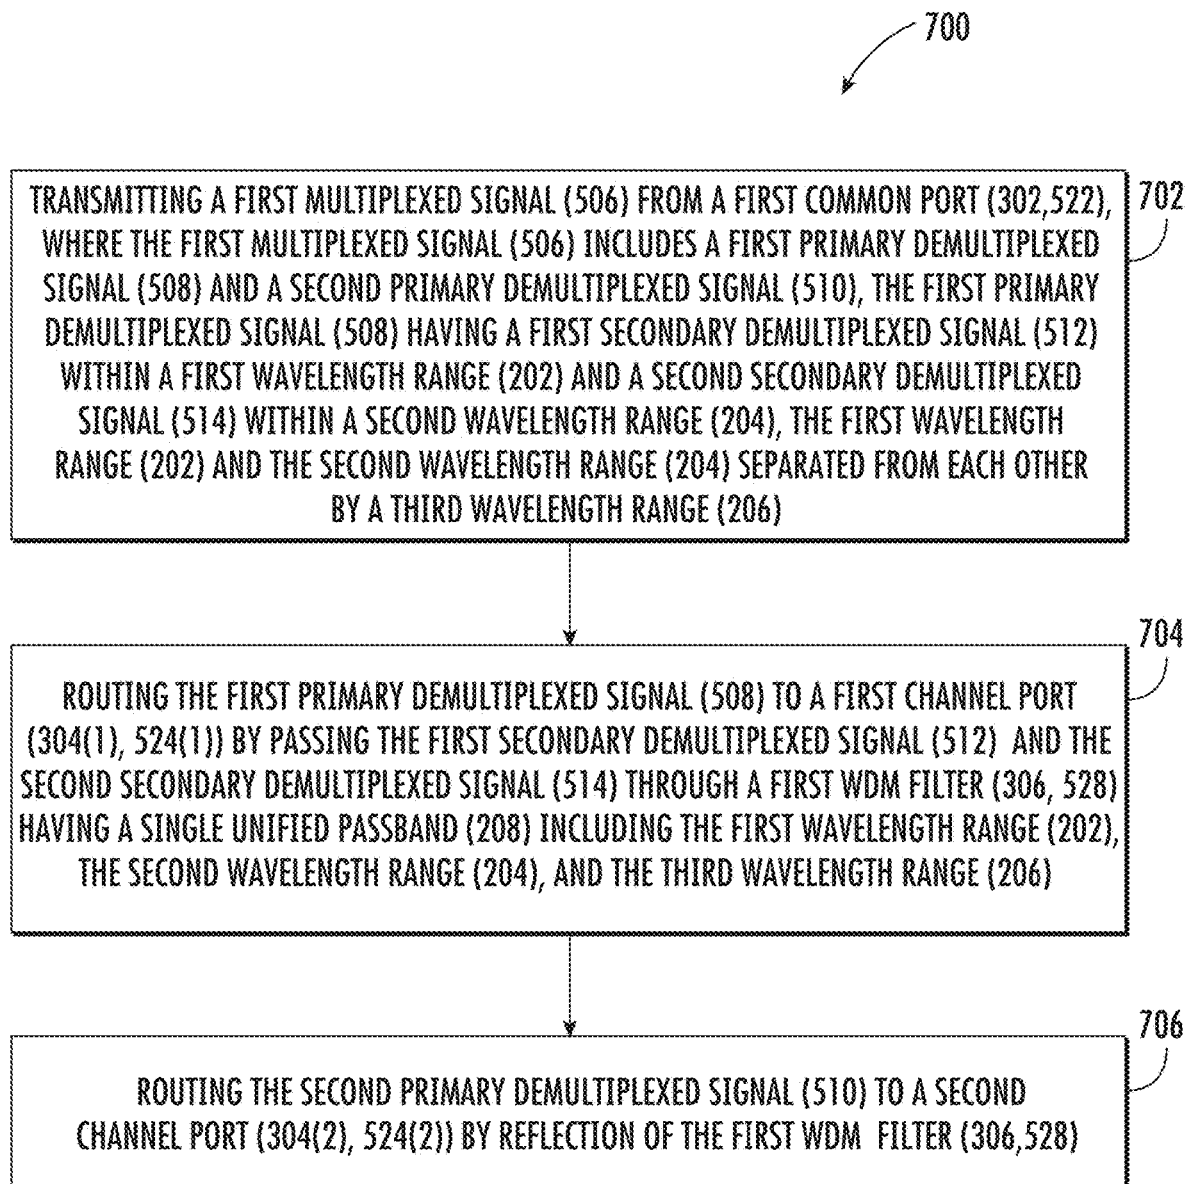 700
702
TRANSMITTING A FIRST MULTIPLEXED SIGNAL (506) FROM A FIRST COMMON PORT (302,522),
WHERE THE FIRST MULTIPLEXED SIGNAL (506) INCLUDES A FIRST PRIMARY DEMULTIPLEXED
SIGNAL (508) AND A SECOND PRIMARY DEMULTIPLEXED SIGNAL (510), THE FIRST PRIMARY
DEMULTIPLEXED SIGNAL (508) HAVING A FIRST SECONDARY DEMULTIPLEXED SIGNAL (512)
WITHIN A FIRST WAVELENGTH RANGE (202) AND A SECOND SECONDARY DEMULTIPLEXED
SIGNAL (514) WITHIN A SECOND WAVELENGTH RANGE (204), THE FIRST WAVELENGTH
RANGE (202) AND THE SECOND WAVELENGTH RANGE (204) SEPARATED FROM EACH OTHER
BY A THIRD WAVELENGTH RANGE (206)
704
ROUTING THE FIRST PRIMARY DEMULTIPLEXED SIGNAL (508) TO A FIRST CHANNEL PORT
(304(1), 524(1)) BY PASSING THE FIRST SECONDARY DEMULTIPLEXED SIGNAL (512) AND THE
SECOND SECONDARY DEMULTIPLEXED SIGNAL (514) THROUGH A FIRST WDM FILTER (306, 528)
HAVING A SINGLE UNIFIED PASSBAND (208) INCLUDING THE FIRST WAVELENGTH RANGE (202),
THE SECOND WAVELENGTH RANGE (204), AND THE THIRD WAVELENGTH RANGE (206)
706
ROUTING THE SECOND PRIMARY DEMULTIPLEXED SIGNAL (510) TO A SECOND
CHANNEL PORT (304(2), 524(2)) BY REFLECTION OF THE FIRST WDM FILTER (306,528)